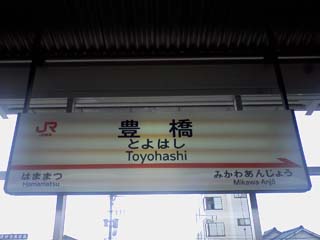 JR
豊橋
とよはし
Toyohashi
はままつ
Hamamatsu
みかわあんじょう
Mikawa-Anjō